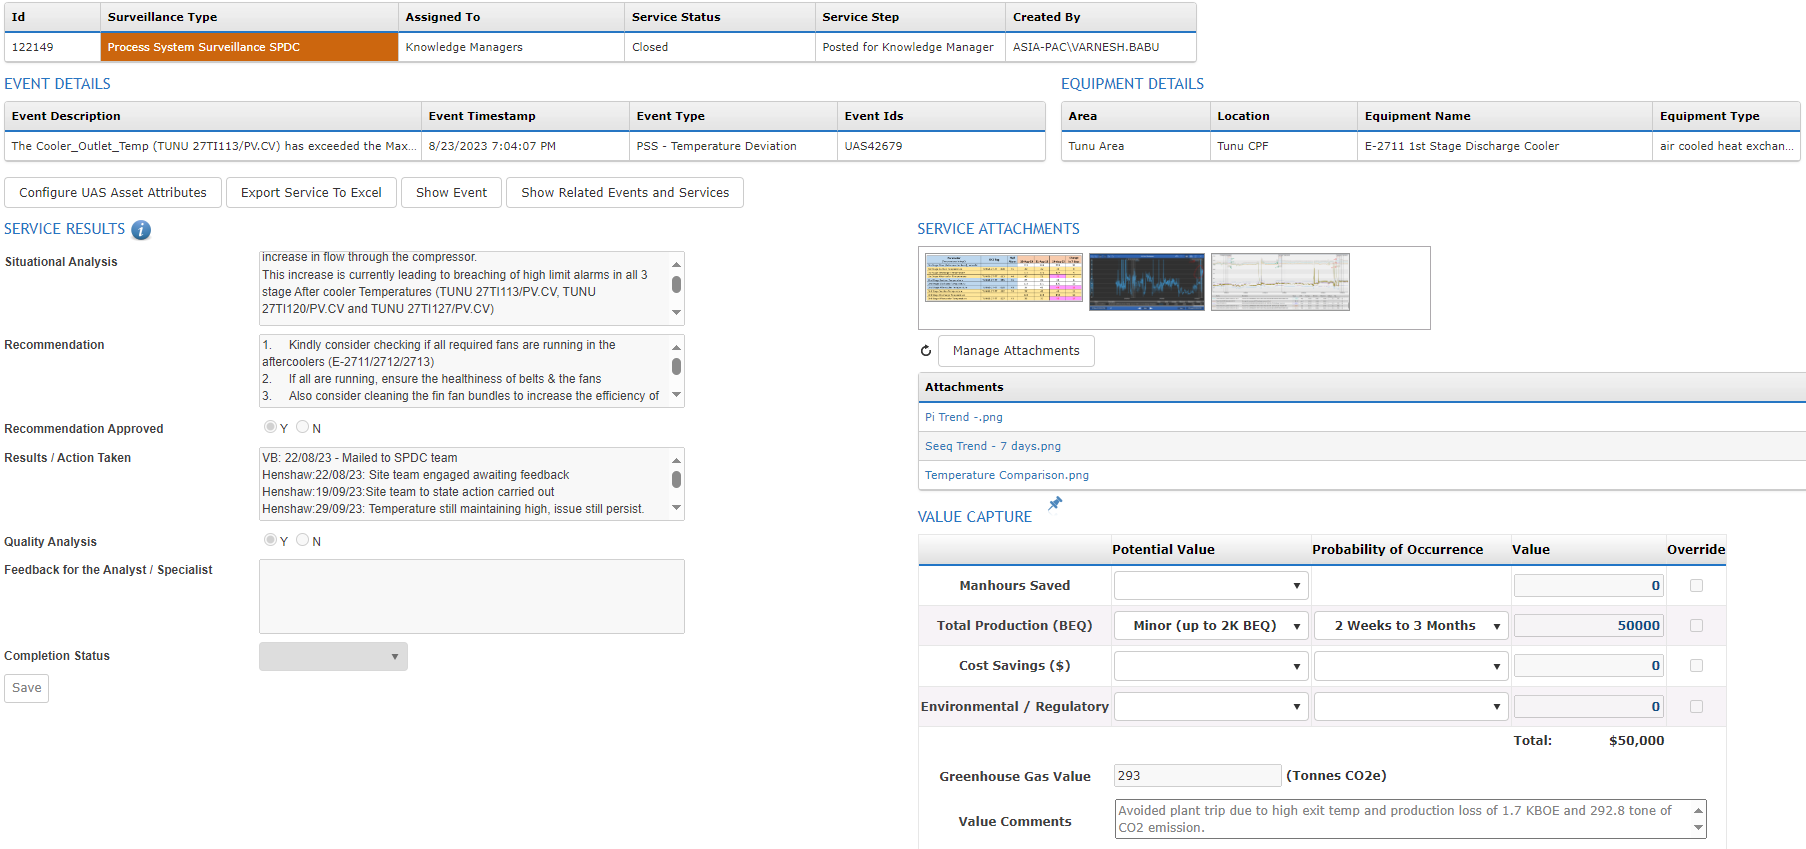 Id Surveillance Type Assigned To Service Status Service Step Created By
122149 Process System Surveillance SPDC Knowledge Managers Closed Posted for Knowledge Manager ASIA-PAC\VARNESH.BABU
EVENT DETAILS
Event Description Event Timestamp Event Type Event Ids
The Cooler_Outlet_Temp (TUNU 27TI113/PV.CV) has exceeded the Max... 8/23/2023 7:04:07 PM PSS - Temperature Deviation UAS42679
EQUIPMENT DETAILS
Area Location Equipment Name Equipment Type
Tunu Area Tunu CPF E-2711 1st Stage Discharge Cooler air cooled heat exchan...
Configure UAS Asset Attributes Export Service To Excel Show Event Show Related Events and Services
SERVICE RESULTS
Situational Analysis
increase in flow through the compressor.
This increase is currently leading to breaching of high limit alarms in all 3
stage After cooler Temperatures (TUNU 27TI113/PV.CV, TUNU
27TI120/PV.CV and TUNU 27TI127/PV.CV)
Recommendation
1. Kindly consider checking if all required fans are running in the
aftercoolers (E-2711/2712/2713)
2. If all are running, ensure the healthiness of belts & the fans
3. Also consider cleaning the fin fan bundles to increase the efficiency of
Recommendation Approved Y N
Results / Action Taken
VB: 22/08/23 - Mailed to SPDC team
Henshaw:22/08/23: Site team engaged awaiting feedback
Henshaw:19/09/23:Site team to state action carried out
Henshaw:29/09/23: Temperature still maintaining high, issue still persist.
Quality Analysis Y N
Feedback for the Analyst / Specialist
Completion Status
Save
SERVICE ATTACHMENTS
Manage Attachments
Attachments
Pi Trend -.png
Seeq Trend - 7 days.png
Temperature Comparison.png
VALUE CAPTURE
Potential Value Probability of Occurrence Value Override
Manhours Saved 0
Total Production (BEQ) Minor (up to 2K BEQ) 2 Weeks to 3 Months 50000
Cost Savings ($) 0
Environmental / Regulatory 0
Total: $50,000
Greenhouse Gas Value 293 (Tonnes CO2e)
Value Comments
Avoided plant trip due to high exit temp and production loss of 1.7 KBOE and 292.8 tone of
CO2 emission.